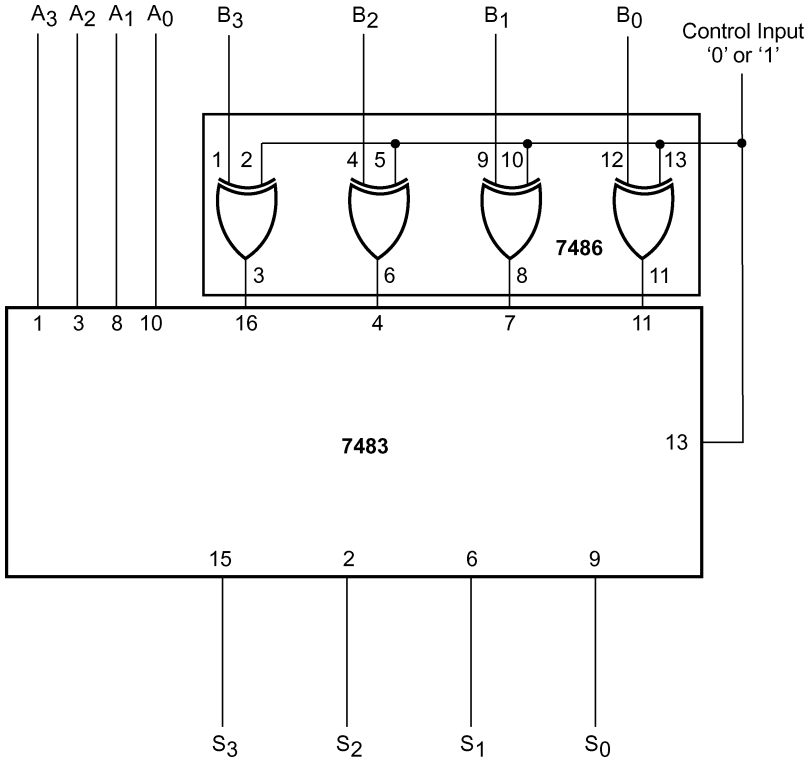 A3 A2 A1 A0 B3 B2 B1 B0 Control Input
‘0’ or ‘1’
1 2 4 5 9 10 12 13
7486
3 6 8 11
1 3 8 10 16 4 7 11
7483 13
15 2 6 9
S3 S2 S1 S0